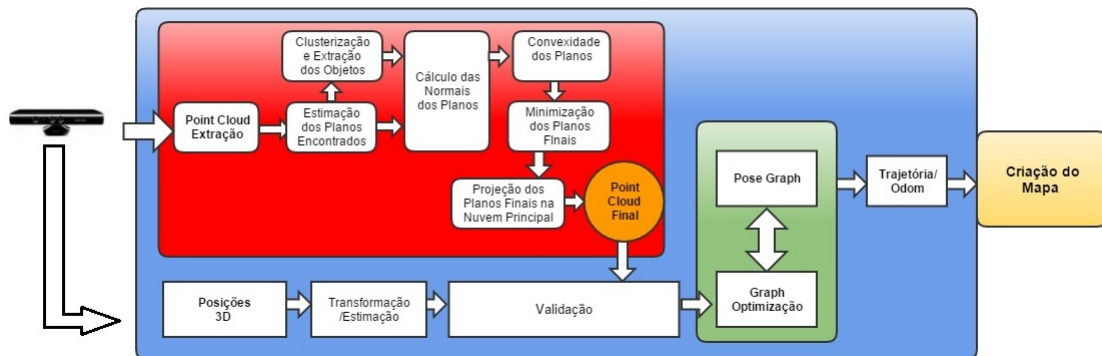 Clusterização
e Extração
dos Objetos
Convexidade
dos Planos
Cálculo das
Normais
dos Planos
Point Cloud
Extração
Estimação
dos Planos
Encontrados
Minimização
dos Planos
FInais
Projeção dos
Planos Finais na
Nuvem Principal
Point
Cloud
Final
Pose Graph
Trajetória/
Odom
Criação do
Mapa
Posições
3D
Transformação
/Estimação
Validação
Graph
Optimização